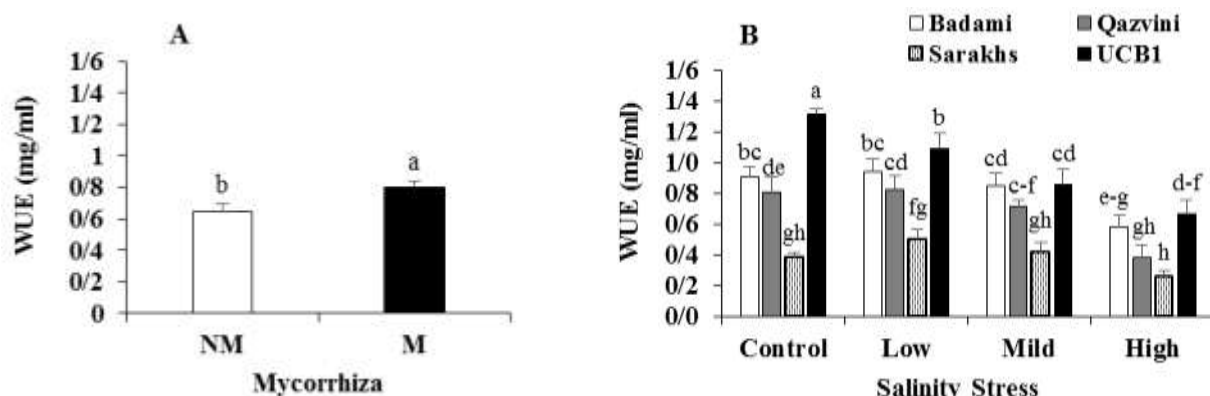 A
WUE (mg/ml)
1/6
1/4
1/2
1
0/8
0/6
0/4
0/2
0
b
a
NM
M
Mycorrhiza
B
Badami
Qazvini
Sarakhs
UCB1
WUE (mg/ml)
1/6
1/4
1/2
1/0
0/8
0/6
0/4
0/2
0/0
bc
de
gh
a
bc
cd
fg
b
cd
c-f
gh
cd
e-g
gh
h
d-f
Control
Low
Mild
High
Salinity Stress